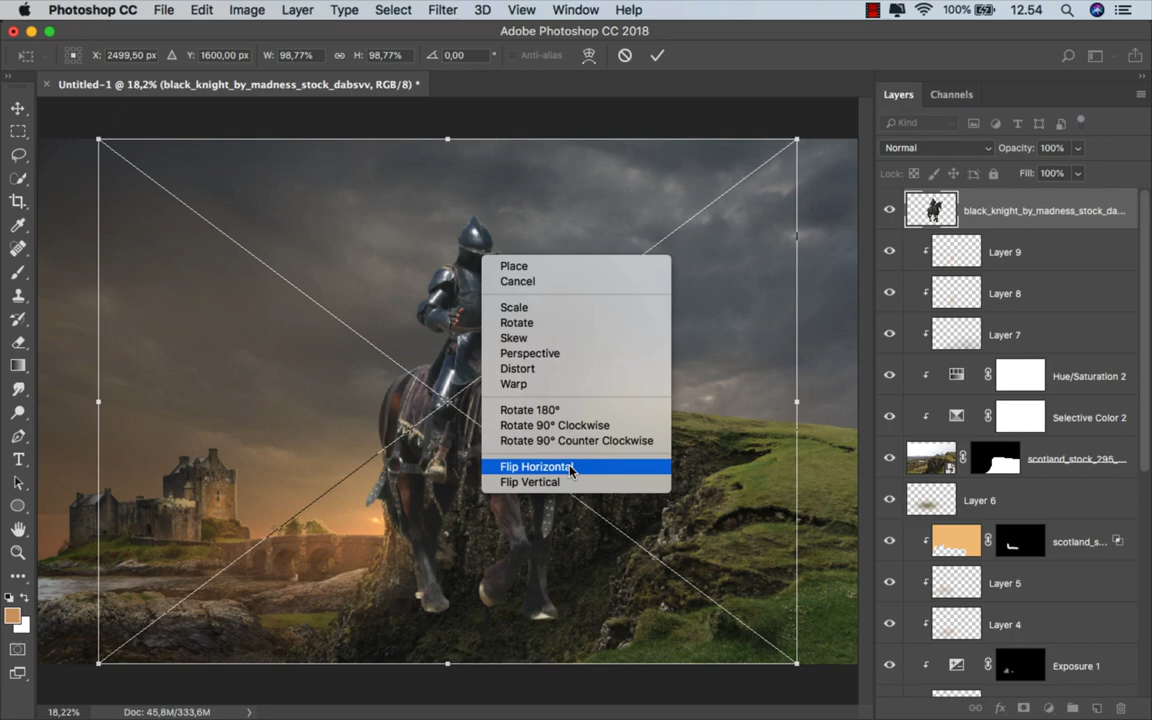 Photoshop CC File Edit Image Layer Type Select Filter 3D View Window Help 100% 12.54
Adobe Photoshop CC 2018
X: 2499,50 px Y: 1600,00 px W: 98,77% H: 98,77% 0,00 ° Anti-alias
Untitled-1 @ 18,2% (black_knight_by_madness_stock_dabsvv, RGB/8) *
Layers Channels
Kind
Normal Opacity: 100%
Lock: Fill: 100%
black_knight_by_madness_stock_da...
Layer 9
Layer 8
Layer 7
Hue/Saturation 2
Selective Color 2
scotland_stock_295_...
Layer 6
scotland_s...
Layer 5
Layer 4
Exposure 1
Place
Cancel
Scale
Rotate
Skew
Perspective
Distort
Warp
Rotate 180°
Rotate 90° Clockwise
Rotate 90° Counter Clockwise
Flip Horizontal
Flip Vertical
18,22% Doc: 45,8M/333,6M